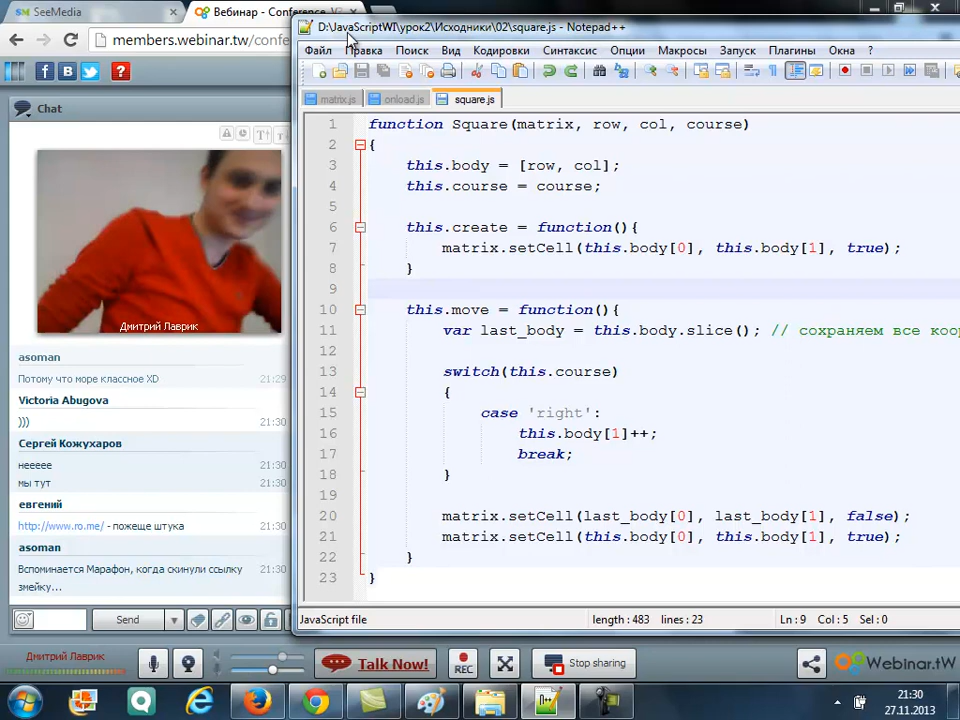 SeeMedia
Вебинар - Conference
members.webinar.tw/confe
D:\JavaScriptWI\урок2\Исходники\02\square.js - Notepad++
Файл Правка Поиск Вид Кодировки Синтаксис Опции Макросы Запуск Плагины Окна ?
matrix.js onload.js square.js
Chat
Дмитрий Лаврик
asoman
Потому что море классное XD 21:29
Victoria Abugova
))) 21:30
Сергей Кожухаров
неееее 21:30
мы тут 21:30
евгений
http://www.ro.me/ - пожеще штука 21:30
asoman
Вспоминается Марафон, когда скинули ссылку 21:30
змейку...
Send
1 function Square(matrix, row, col, course)
2 {
3 this.body = [row, col];
4 this.course = course;
5
6 this.create = function(){
7 matrix.setCell(this.body[0], this.body[1], true);
8 }
9
10 this.move = function(){
11 var last_body = this.body.slice(); // сохраняем все коор
12
13 switch(this.course)
14 {
15 case 'right':
16 this.body[1]++;
17 break;
18 }
19
20 matrix.setCell(last_body[0], last_body[1], false);
21 matrix.setCell(this.body[0], this.body[1], true);
22 }
23 }
JavaScript file length : 483 lines : 23 Ln : 9 Col : 5 Sel : 0
Дмитрий Лаврик
Talk Now!
REC
Stop sharing
Webinar.tw
21:30
27.11.2013